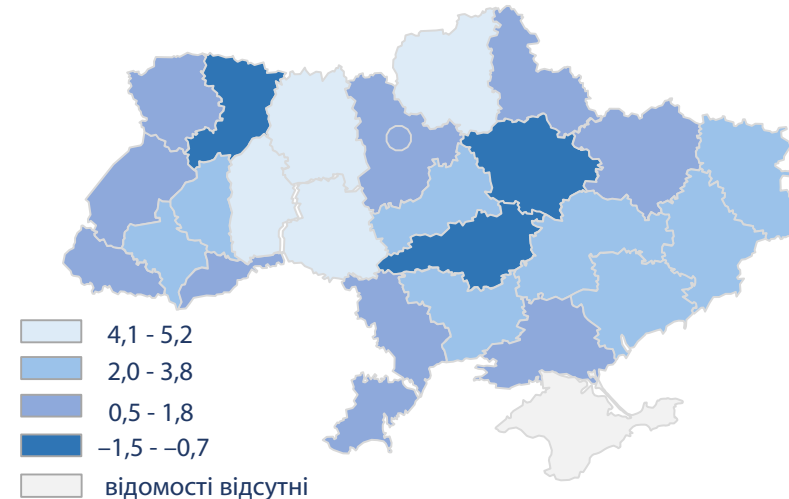 4,1 - 5,2
2,0 - 3,8
0,5 - 1,8
–1,5 - –0,7
відомості відсутні